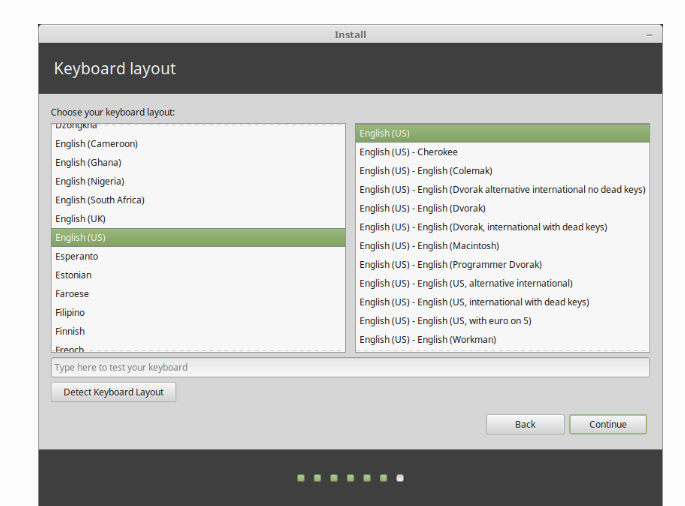 Install
Keyboard layout
Choose your keyboard layout:
Dzongkha
English (Cameroon)
English (Ghana)
English (Nigeria)
English (South Africa)
English (UK)
English (US)
Esperanto
Estonian
Faroese
Filipino
Finnish
French
English (US)
English (US) - Cherokee
English (US) - English (Colemak)
English (US) - English (Dvorak alternative international no dead keys)
English (US) - English (Dvorak)
English (US) - English (Dvorak, international with dead keys)
English (US) - English (Macintosh)
English (US) - English (Programmer Dvorak)
English (US) - English (US, alternative international)
English (US) - English (US, international with dead keys)
English (US) - English (US, with euro on 5)
English (US) - English (Workman)
Type here to test your keyboard
Detect Keyboard Layout
Back
Continue